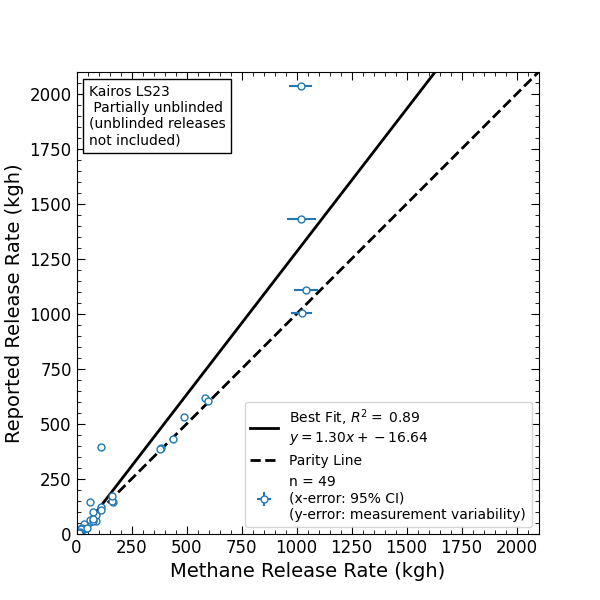 Kairos LS23
Partially unblinded
(unblinded releases
not included)
Reported Release Rate (kgh)
2000
1750
1500
1250
1000
750
500
250
0
Best Fit, R² = 0.89
y = 1.30x + −16.64
Parity Line
n = 49
(x-error: 95% CI)
(y-error: measurement variability)
0 250 500 750 1000 1250 1500 1750 2000
Methane Release Rate (kgh)